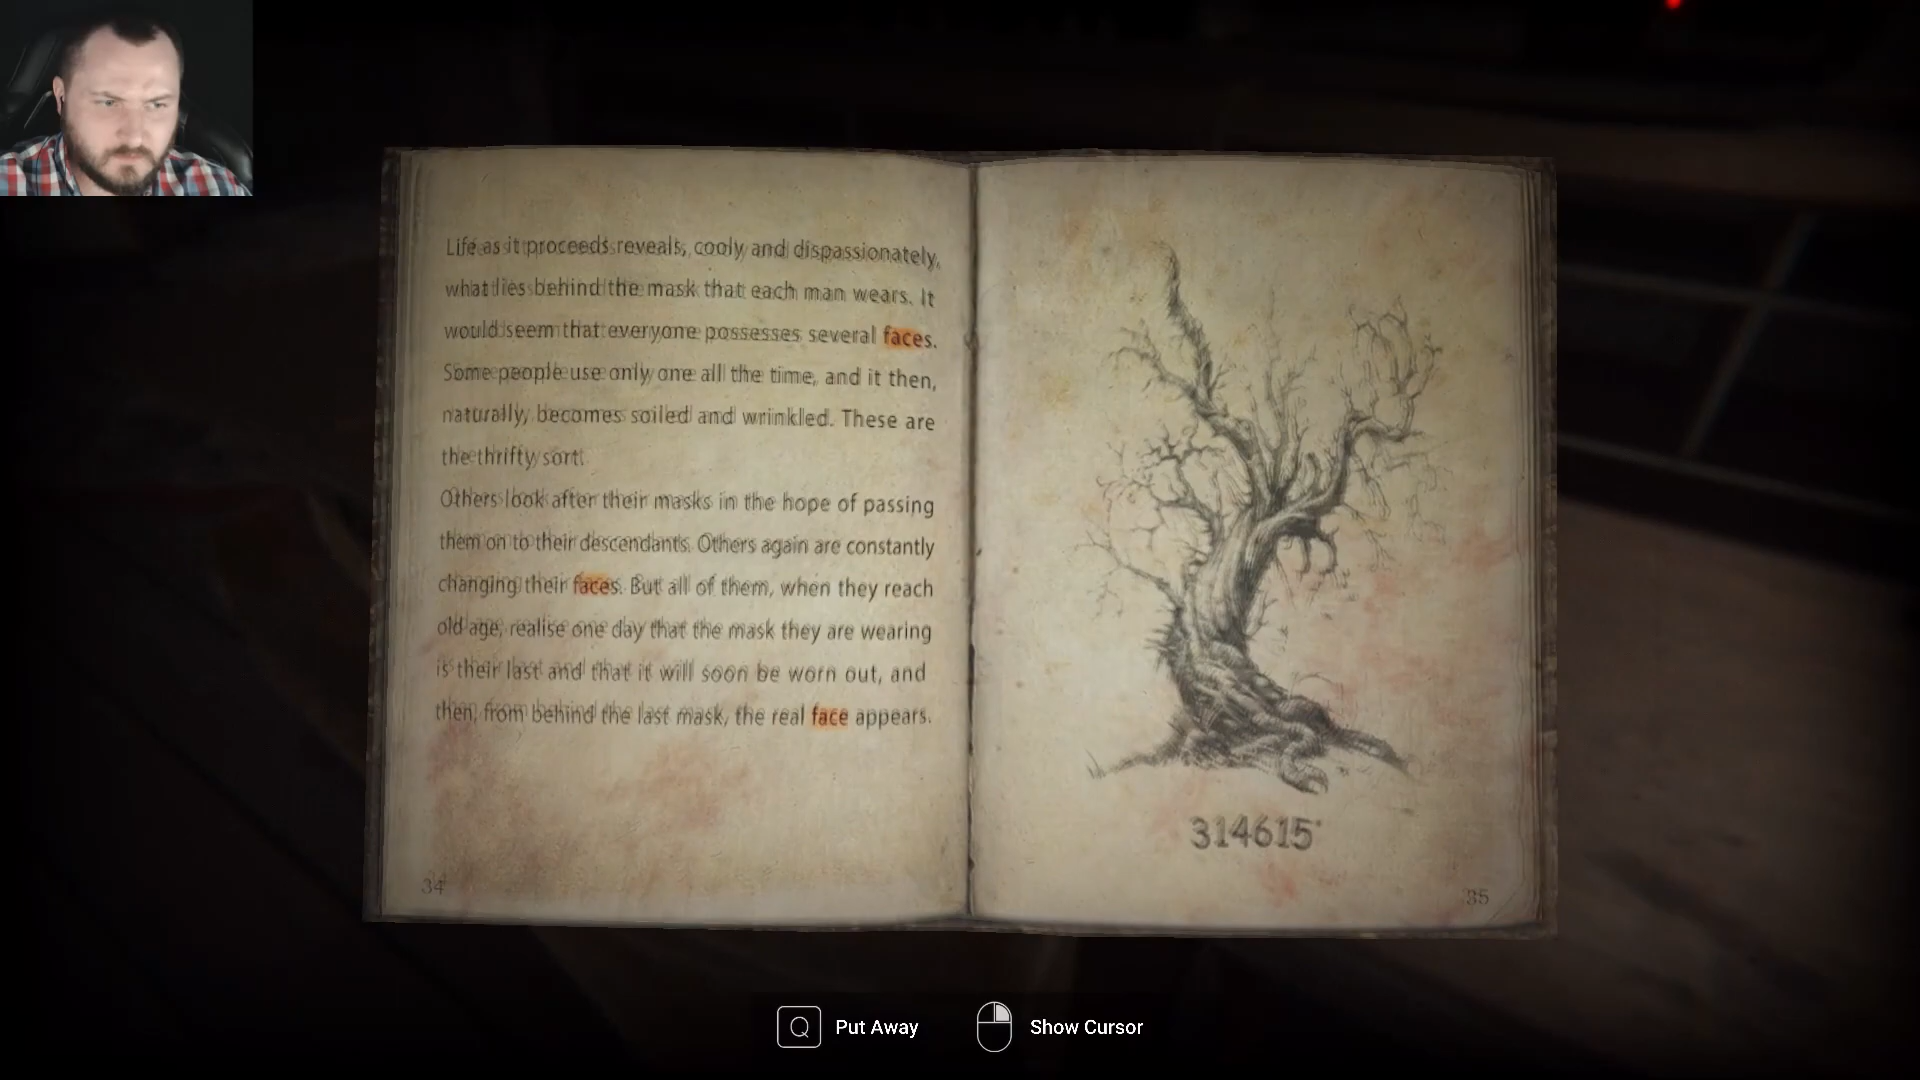 Life as it proceeds reveals, cooly and dispassionately,
what lies behind the mask that each man wears. It
would seem that everyone possesses several faces.
Some people use only one all the time, and it then,
naturally, becomes soiled and wrinkled. These are
the thrifty sort.
Others look after their masks in the hope of passing
them on to their descendants. Others again are constantly
changing their faces. But all of them, when they reach
old age, realise one day that the mask they are wearing
is their last and that it will soon be worn out, and
then, from behind the last mask, the real face appears.
34
314615°
35
Q Put Away
Show Cursor